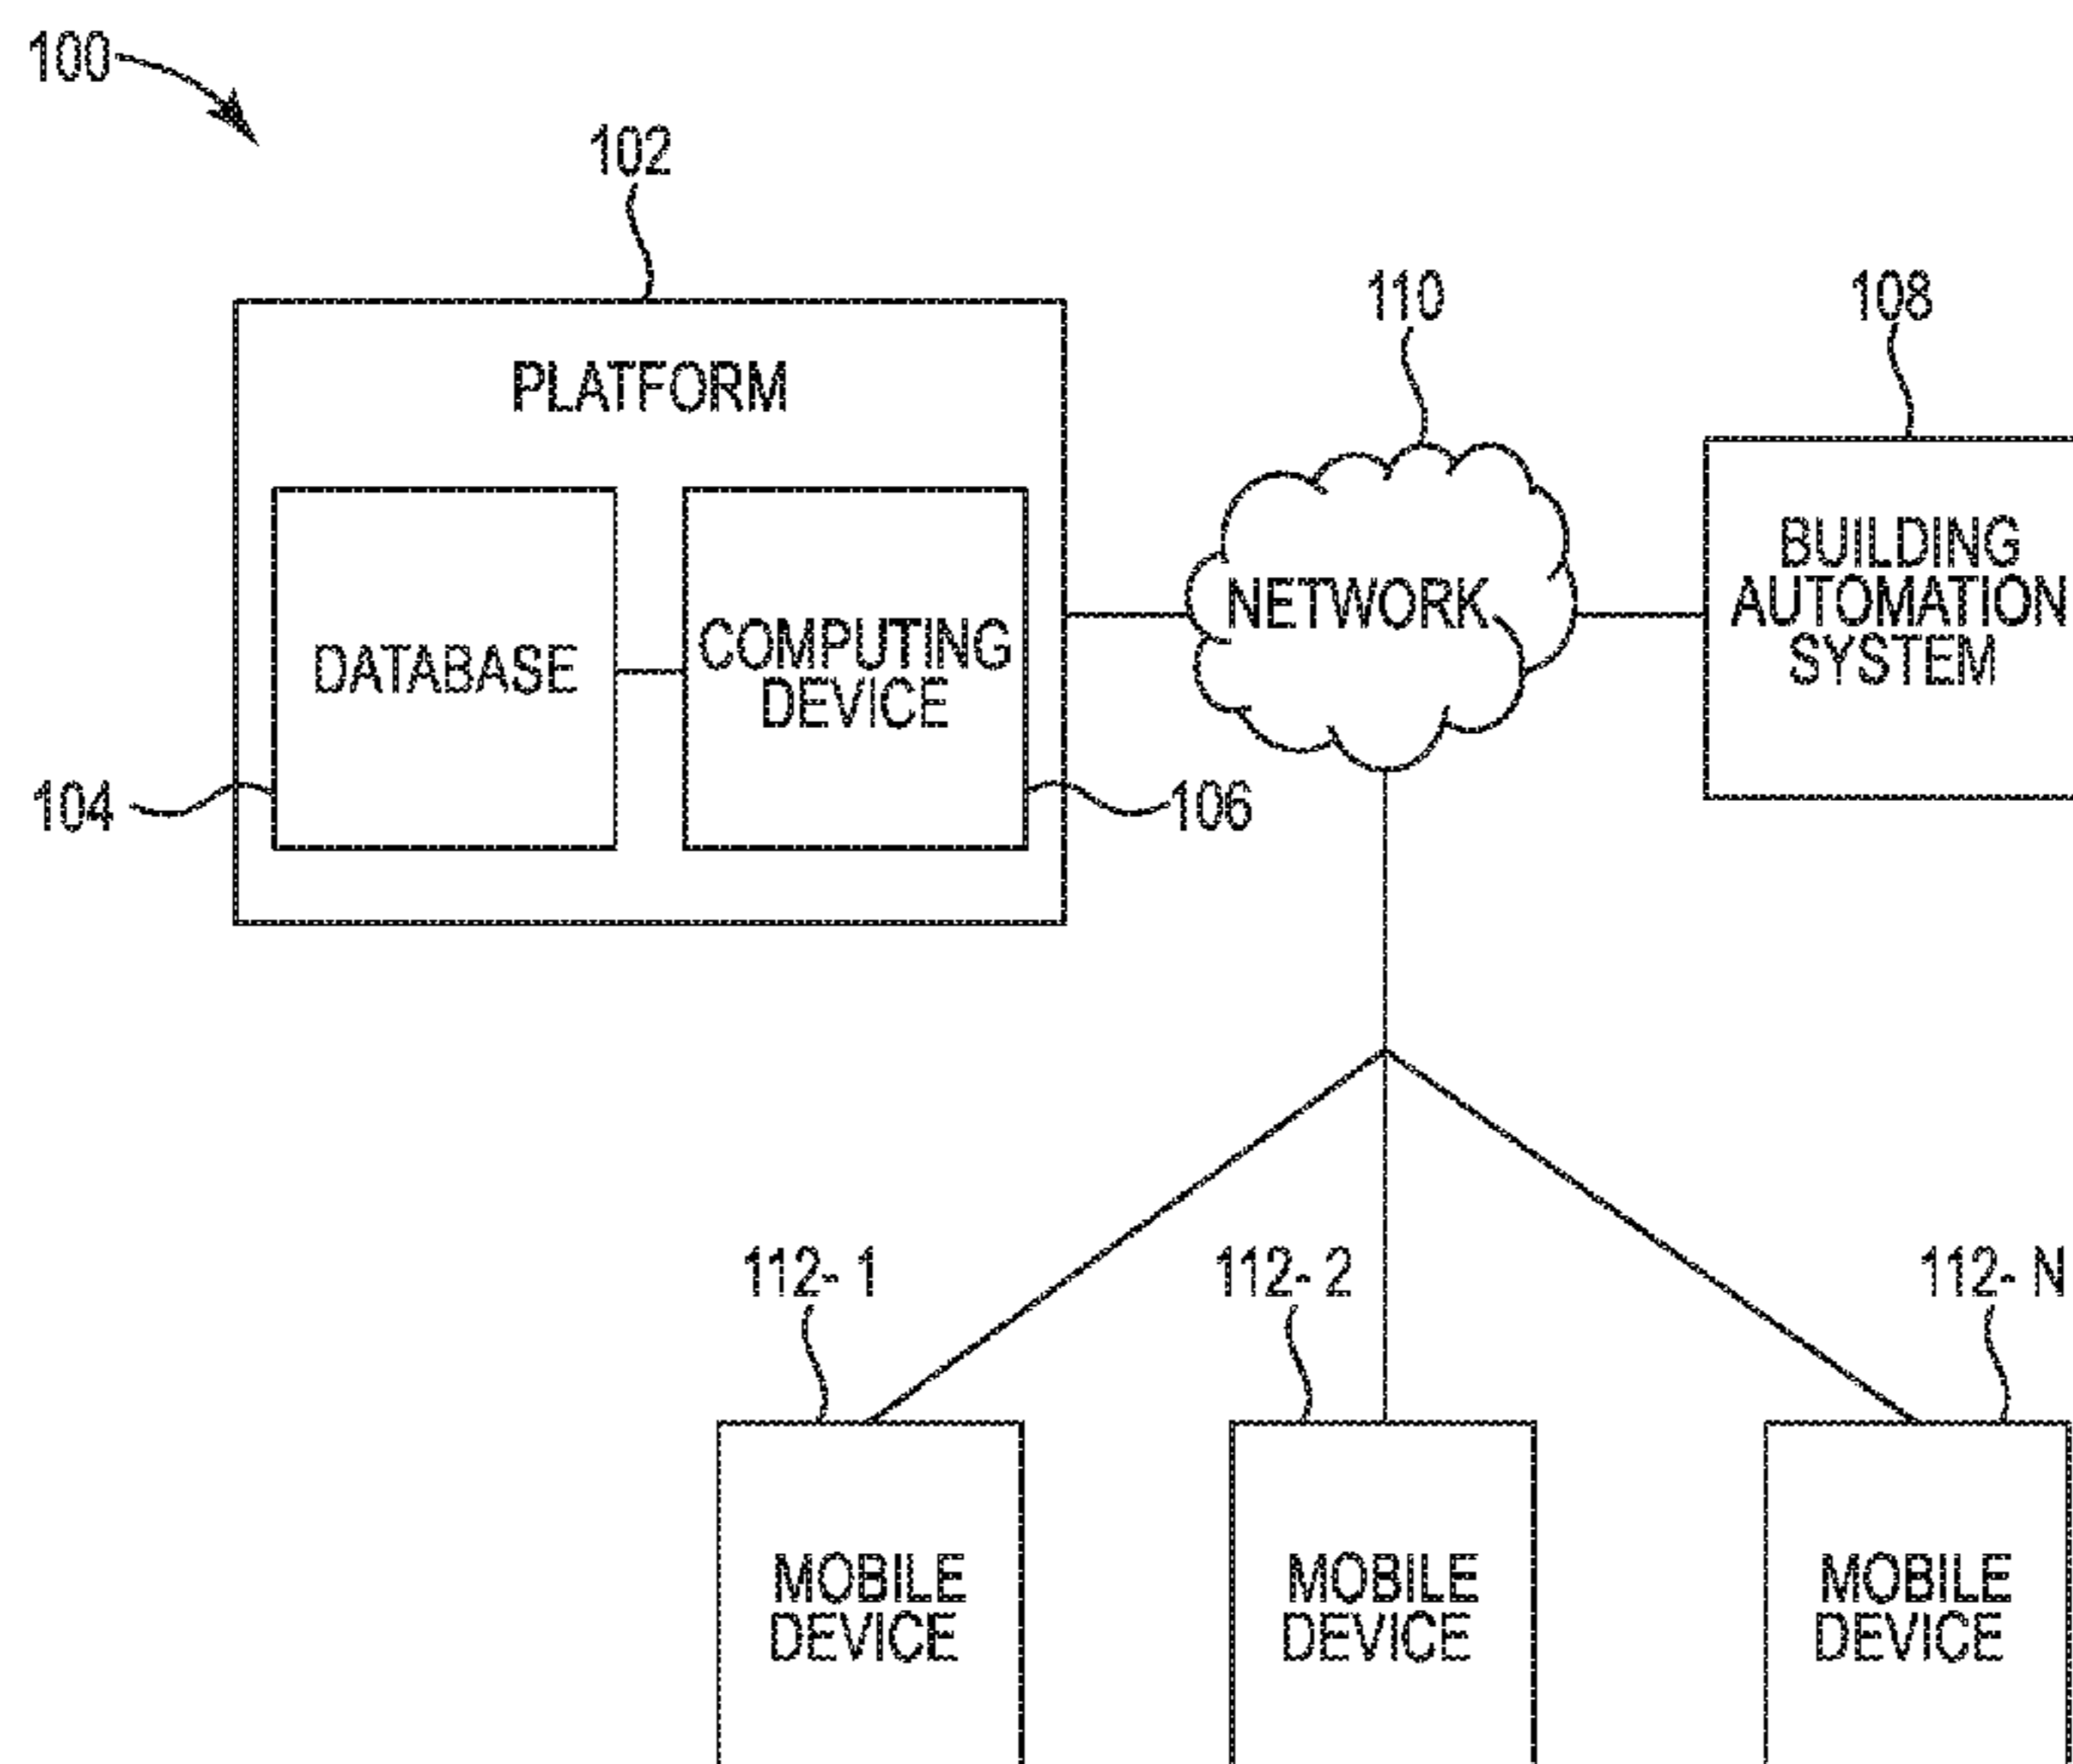 100
102
110
108
PLATFORM
DATABASE
COMPUTING
DEVICE
NETWORK
BUILDING
AUTOMATION
SYSTEM
104
106
112- 1
112- 2
112- N
MOBILE
DEVICE
MOBILE
DEVICE
MOBILE
DEVICE